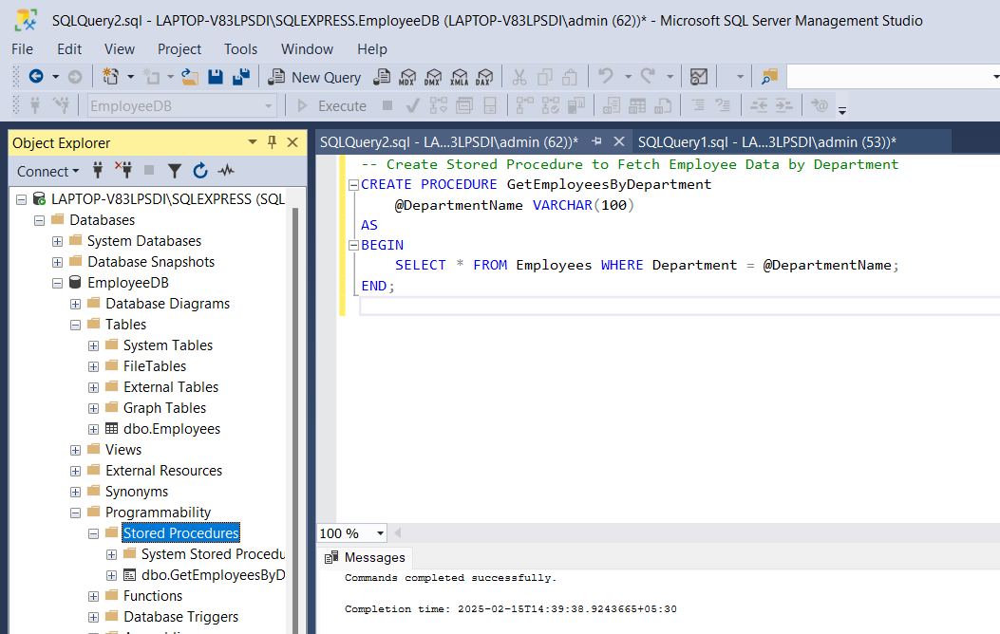 SQLQuery2.sql - LAPTOP-V83LPSDI\SQLEXPRESS.EmployeeDB (LAPTOP-V83LPSDI\admin (62))* - Microsoft SQL Server Management Studio
File Edit View Project Tools Window Help
New Query MDX DMX XMLA DAX
EmployeeDB Execute
Object Explorer
Connect
LAPTOP-V83LPSDI\SQLEXPRESS (SQL
Databases
System Databases
Database Snapshots
EmployeeDB
Database Diagrams
Tables
System Tables
FileTables
External Tables
Graph Tables
dbo.Employees
Views
External Resources
Synonyms
Programmability
Stored Procedures
System Stored Procedu
dbo.GetEmployeesByD
Functions
Database Triggers
SQLQuery2.sql - LA...3LPSDI\admin (62))* SQLQuery1.sql - LA...3LPSDI\admin (53))*
-- Create Stored Procedure to Fetch Employee Data by Department
CREATE PROCEDURE GetEmployeesByDepartment
@DepartmentName VARCHAR(100)
AS
BEGIN
SELECT * FROM Employees WHERE Department = @DepartmentName;
END;
100 %
Messages
Commands completed successfully.
Completion time: 2025-02-15T14:39:38.9243665+05:30